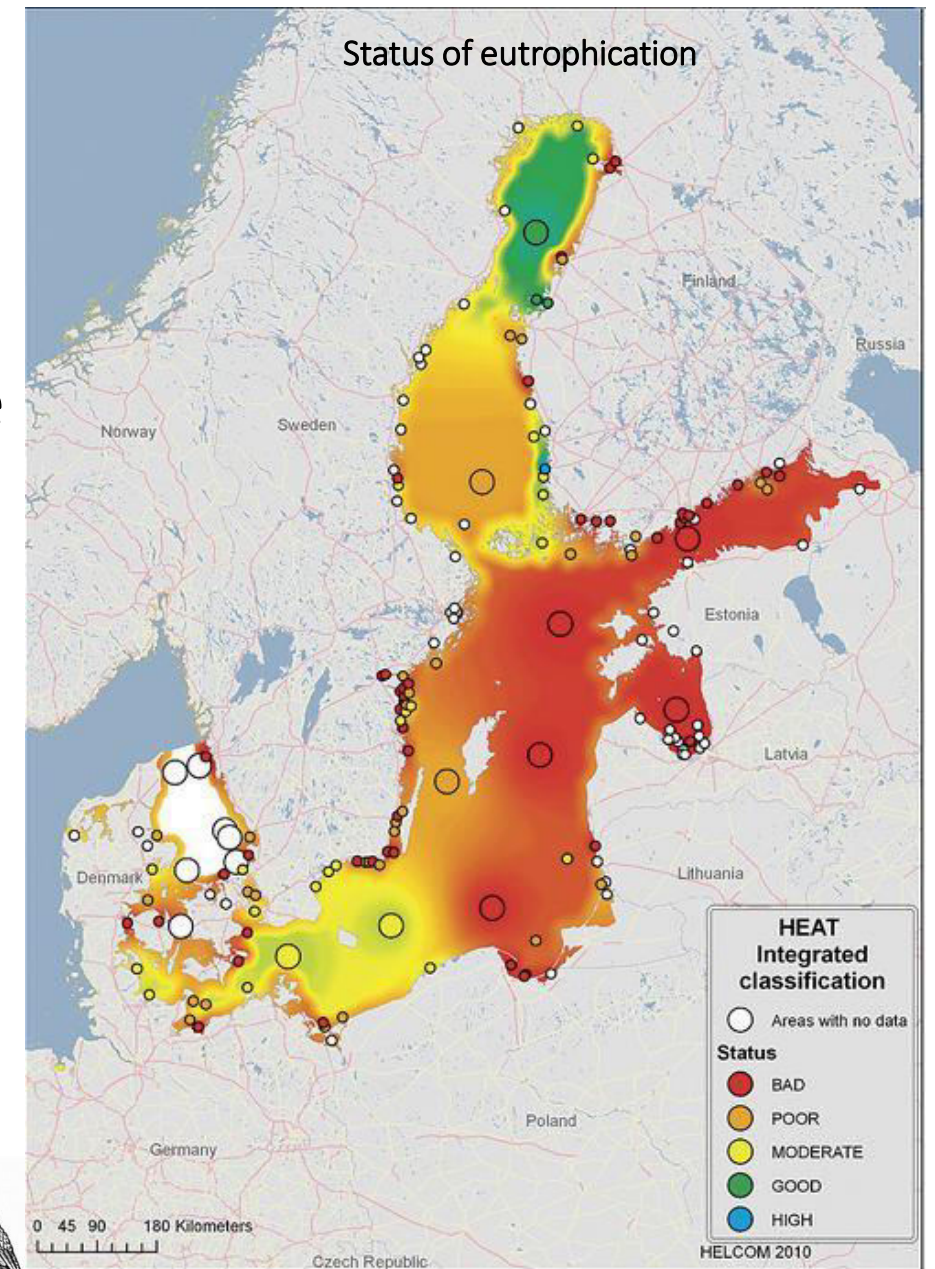 Status of eutrophication
Finland
Russia
Norway
Sweden
Estonia
Latvia
Denmark
Lithuania
HEAT
Integrated
classification
Areas with no data
Status
BAD
POOR
MODERATE
GOOD
HIGH
Poland
Germany
0 45 90 180 Kilometers
HELCOM 2010
Czech Republic